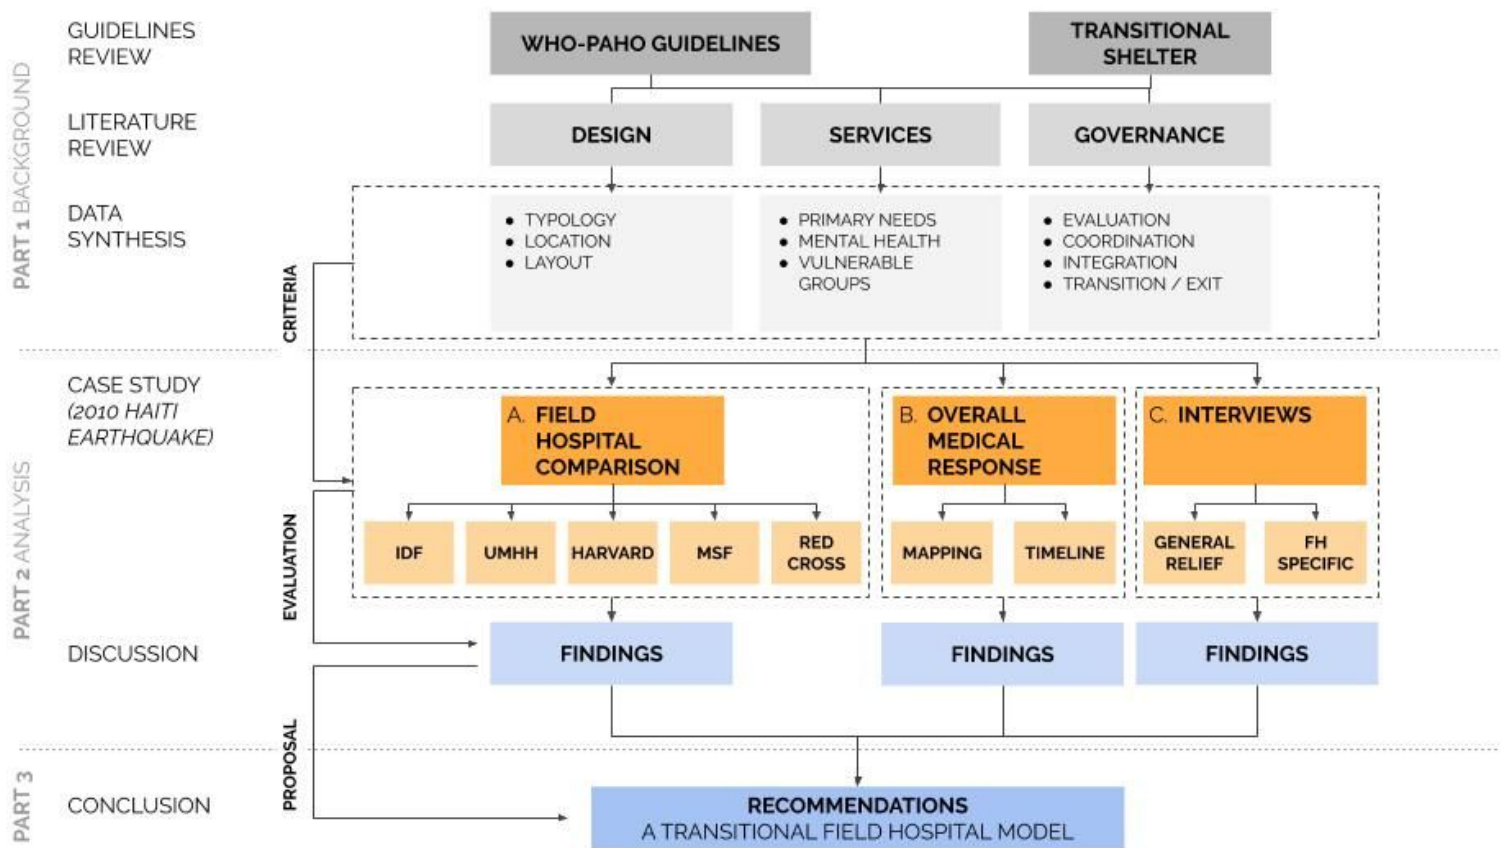 GUIDELINES
REVIEW
WHO-PAHO GUIDELINES
TRANSITIONAL
SHELTER
PART 1 BACKGROUND
LITERATURE
REVIEW
DESIGN
SERVICES
GOVERNANCE
DATA
SYNTHESIS
● TYPOLOGY
● LOCATION
● LAYOUT
● PRIMARY NEEDS
● MENTAL HEALTH
● VULNERABLE
GROUPS
● EVALUATION
● COORDINATION
● INTEGRATION
● TRANSITION / EXIT
CRITERIA
PART 2 ANALYSIS
CASE STUDY
(2010 HAITI
EARTHQUAKE)
A. FIELD
HOSPITAL
COMPARISON
B. OVERALL
MEDICAL
RESPONSE
C. INTERVIEWS
IDF
UMHH
HARVARD
MSF
RED
CROSS
MAPPING
TIMELINE
GENERAL
RELIEF
FH
SPECIFIC
EVALUATION
DISCUSSION
FINDINGS
FINDINGS
FINDINGS
PROPOSAL
PART 3
CONCLUSION
RECOMMENDATIONS
A TRANSITIONAL FIELD HOSPITAL MODEL